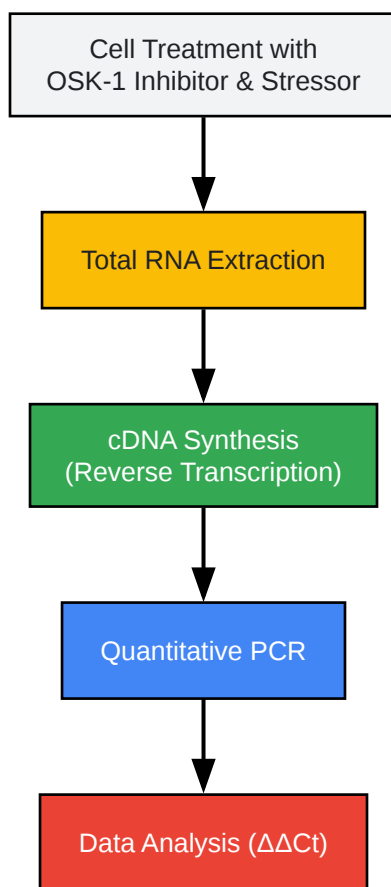 Cell Treatment with
OSK-1 Inhibitor & Stressor
Total RNA Extraction
cDNA Synthesis
(Reverse Transcription)
Quantitative PCR
Data Analysis (ΔΔCt)